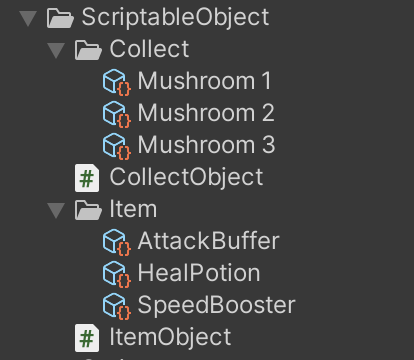 ScriptableObject
Collect
Mushroom 1
Mushroom 2
Mushroom 3
CollectObject
Item
AttackBuffer
HealPotion
SpeedBooster
ItemObject